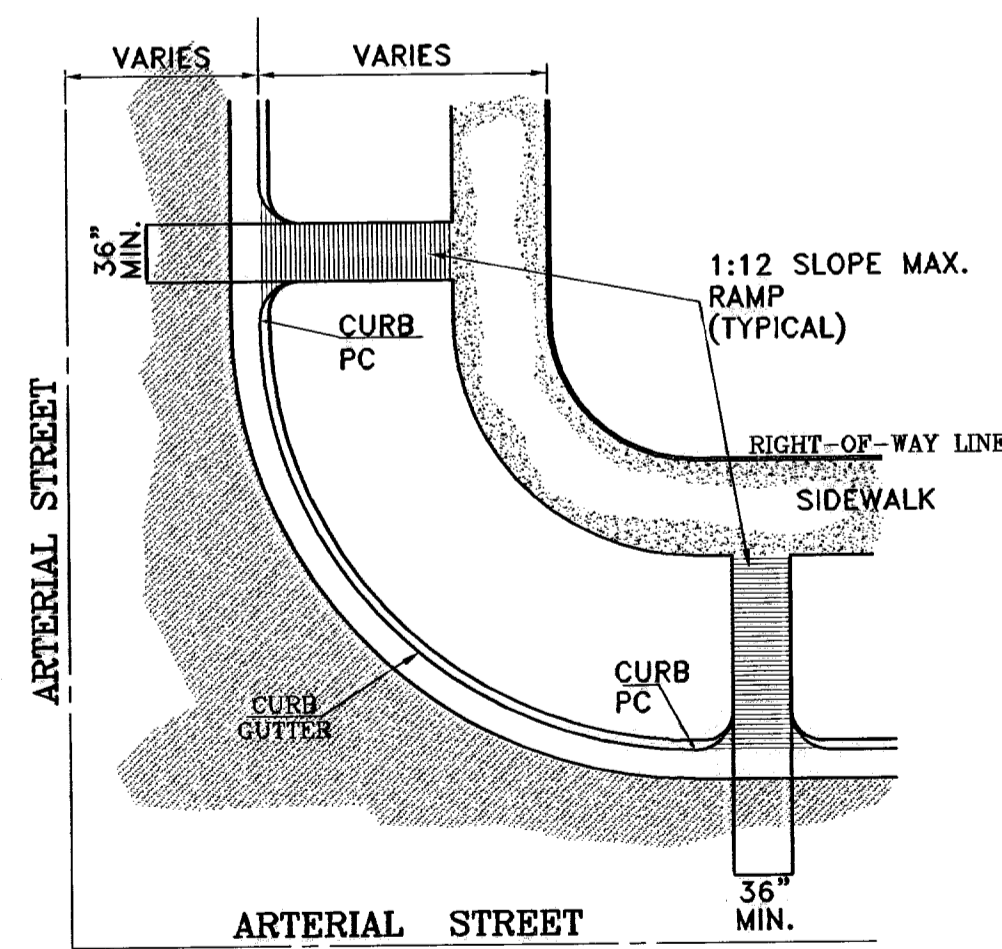 VARIES
VARIES
36"
MIN.
1:12 SLOPE MAX.
RAMP
(TYPICAL)
CURB
PC
ARTERIAL STREET
RIGHT-OF-WAY LINE
SIDEWALK
CURB
PC
CURB
GUTTER
36"
MIN.
ARTERIAL STREET